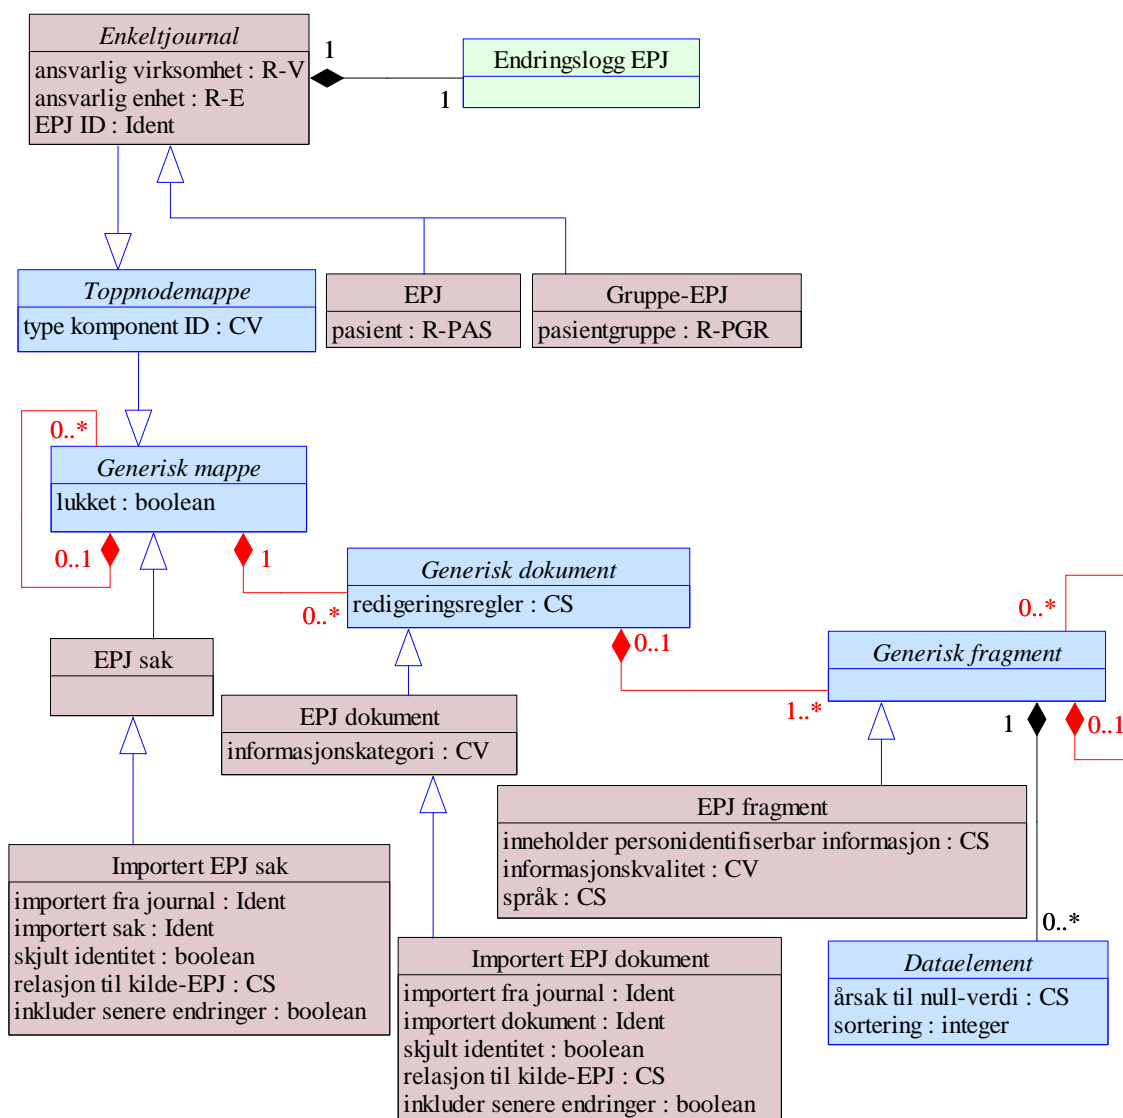 Enkeltjournal
ansvarlig virksomhet : R-V
ansvarlig enhet : R-E
EPJ ID : Ident
1
1
Endringslogg EPJ
Toppnodemappe
type komponent ID : CV
EPJ
pasient : R-PAS
Gruppe-EPJ
pasientgruppe : R-PGR
0..*
Generisk mappe
lukket : boolean
0..1
1
0..*
Generisk dokument
redigeringsregler : CS
0..1
1..*
0..*
Generisk fragment
1
0..1
EPJ sak
EPJ dokument
informasjonskategori : CV
EPJ fragment
inneholder personidentifiserbar informasjon : CS
informasjonskvalitet : CV
språk : CS
Importert EPJ sak
importert fra journal : Ident
importert sak : Ident
skjult identitet : boolean
relasjon til kilde-EPJ : CS
inkluder senere endringer : boolean
Importert EPJ dokument
importert fra journal : Ident
importert dokument : Ident
skjult identitet : boolean
relasjon til kilde-EPJ : CS
inkluder senere endringer : boolean
0..*
Dataelement
årsak til null-verdi : CS
sortering : integer